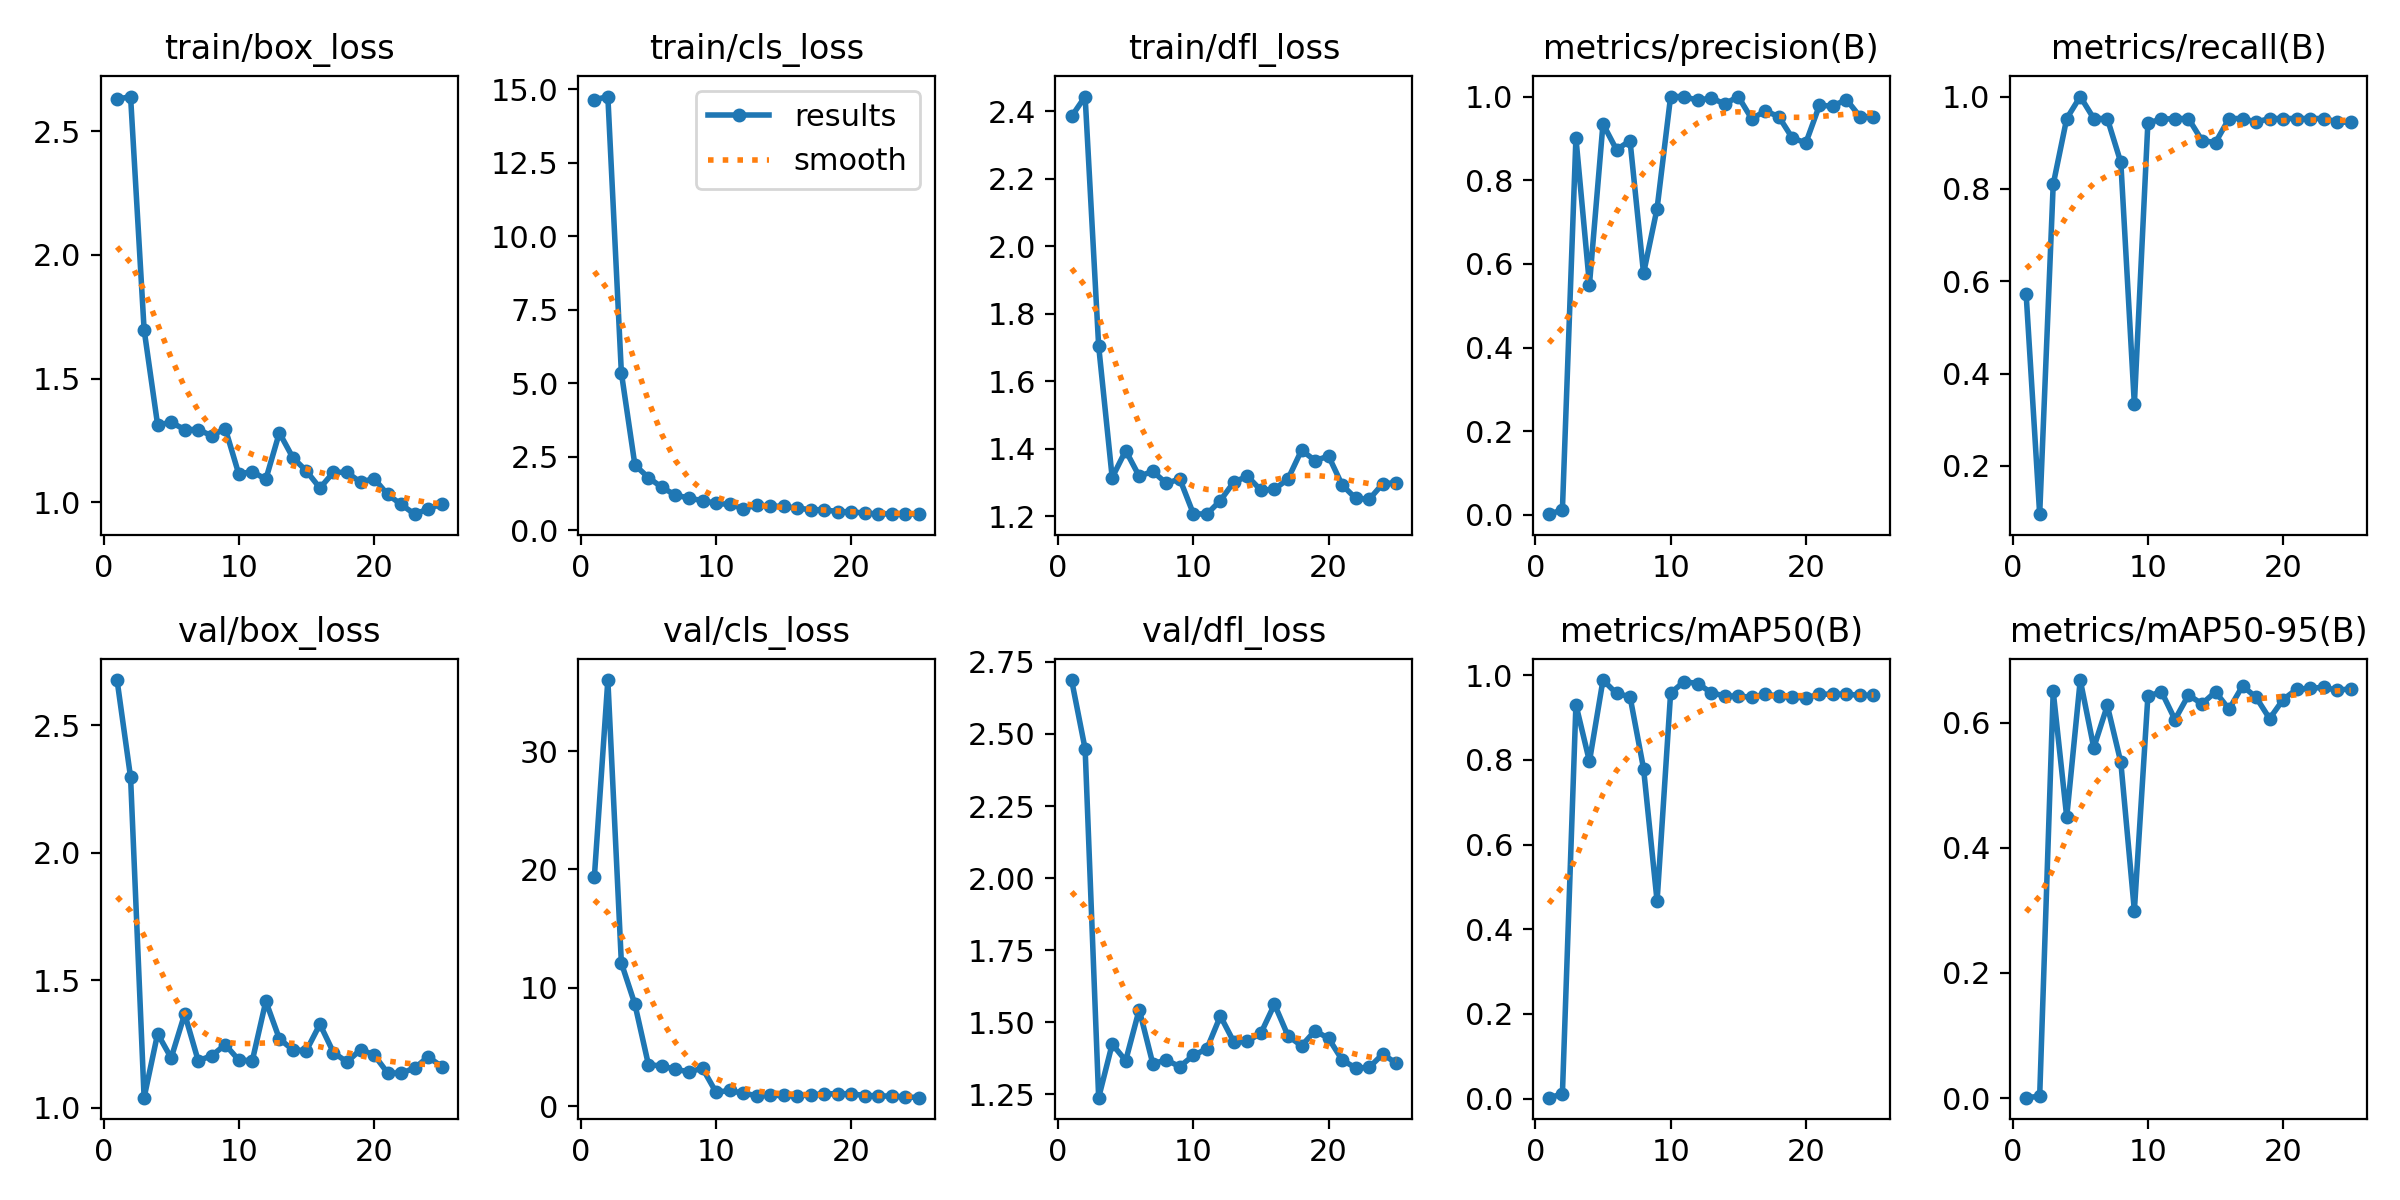 train/box_loss
2.5
2.0
1.5
1.0
0 10 20
train/cls_loss
15.0
12.5
10.0
7.5
5.0
2.5
0.0
results
smooth
0 10 20
train/dfl_loss
2.4
2.2
2.0
1.8
1.6
1.4
1.2
0 10 20
metrics/precision(B)
1.0
0.8
0.6
0.4
0.2
0.0
0 10 20
metrics/recall(B)
1.0
0.8
0.6
0.4
0.2
0 10 20
val/box_loss
2.5
2.0
1.5
1.0
0 10 20
val/cls_loss
30
20
10
0
0 10 20
val/dfl_loss
2.75
2.50
2.25
2.00
1.75
1.50
1.25
0 10 20
metrics/mAP50(B)
1.0
0.8
0.6
0.4
0.2
0.0
0 10 20
metrics/mAP50-95(B)
0.6
0.4
0.2
0.0
0 10 20